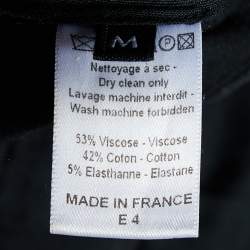 M
P
Nettoyage à sec -
Dry clean only
Lavage machine interdit -
Wash machine forbidden
53% Viscose - Viscose
42% Coton - Cotton
5% Elasthanne - Elastane
MADE IN FRANCE
E 4